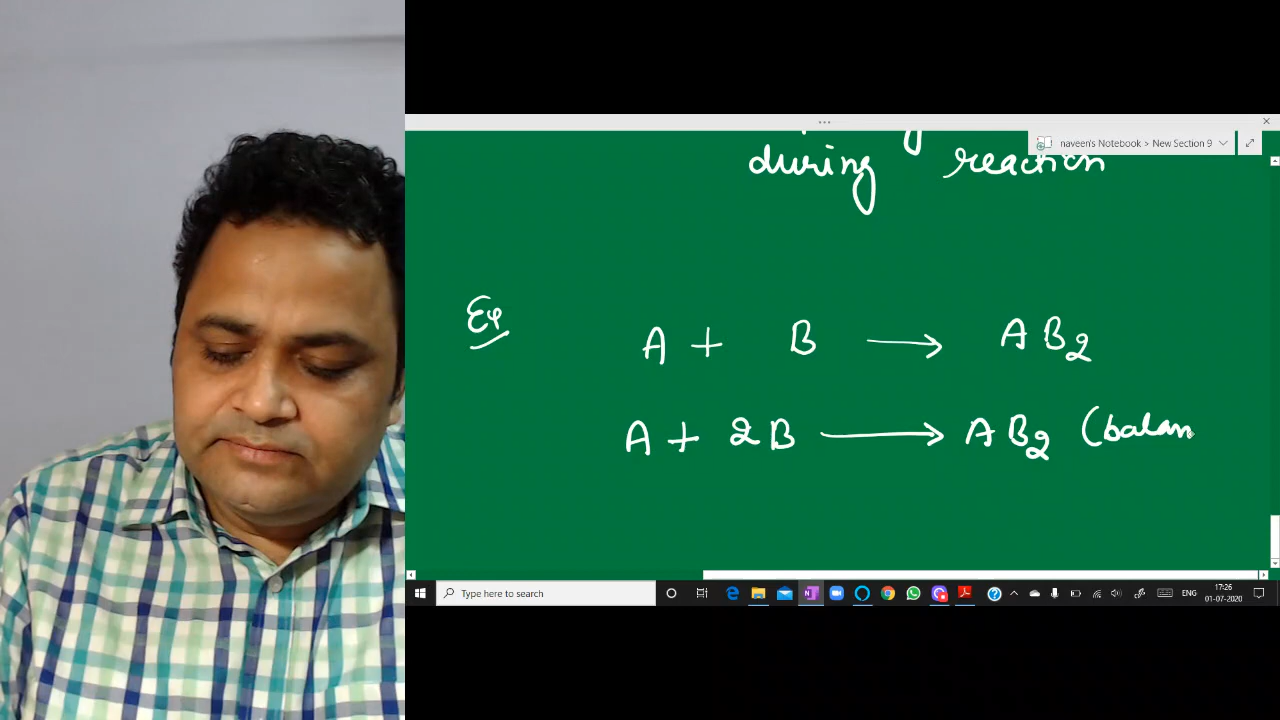 naveen's Notebook > New Section 9
during reaction
Ex
A + B → AB₂
A + 2B → AB₂ (balan
Type here to search
ENG
17:26
01-07-2020